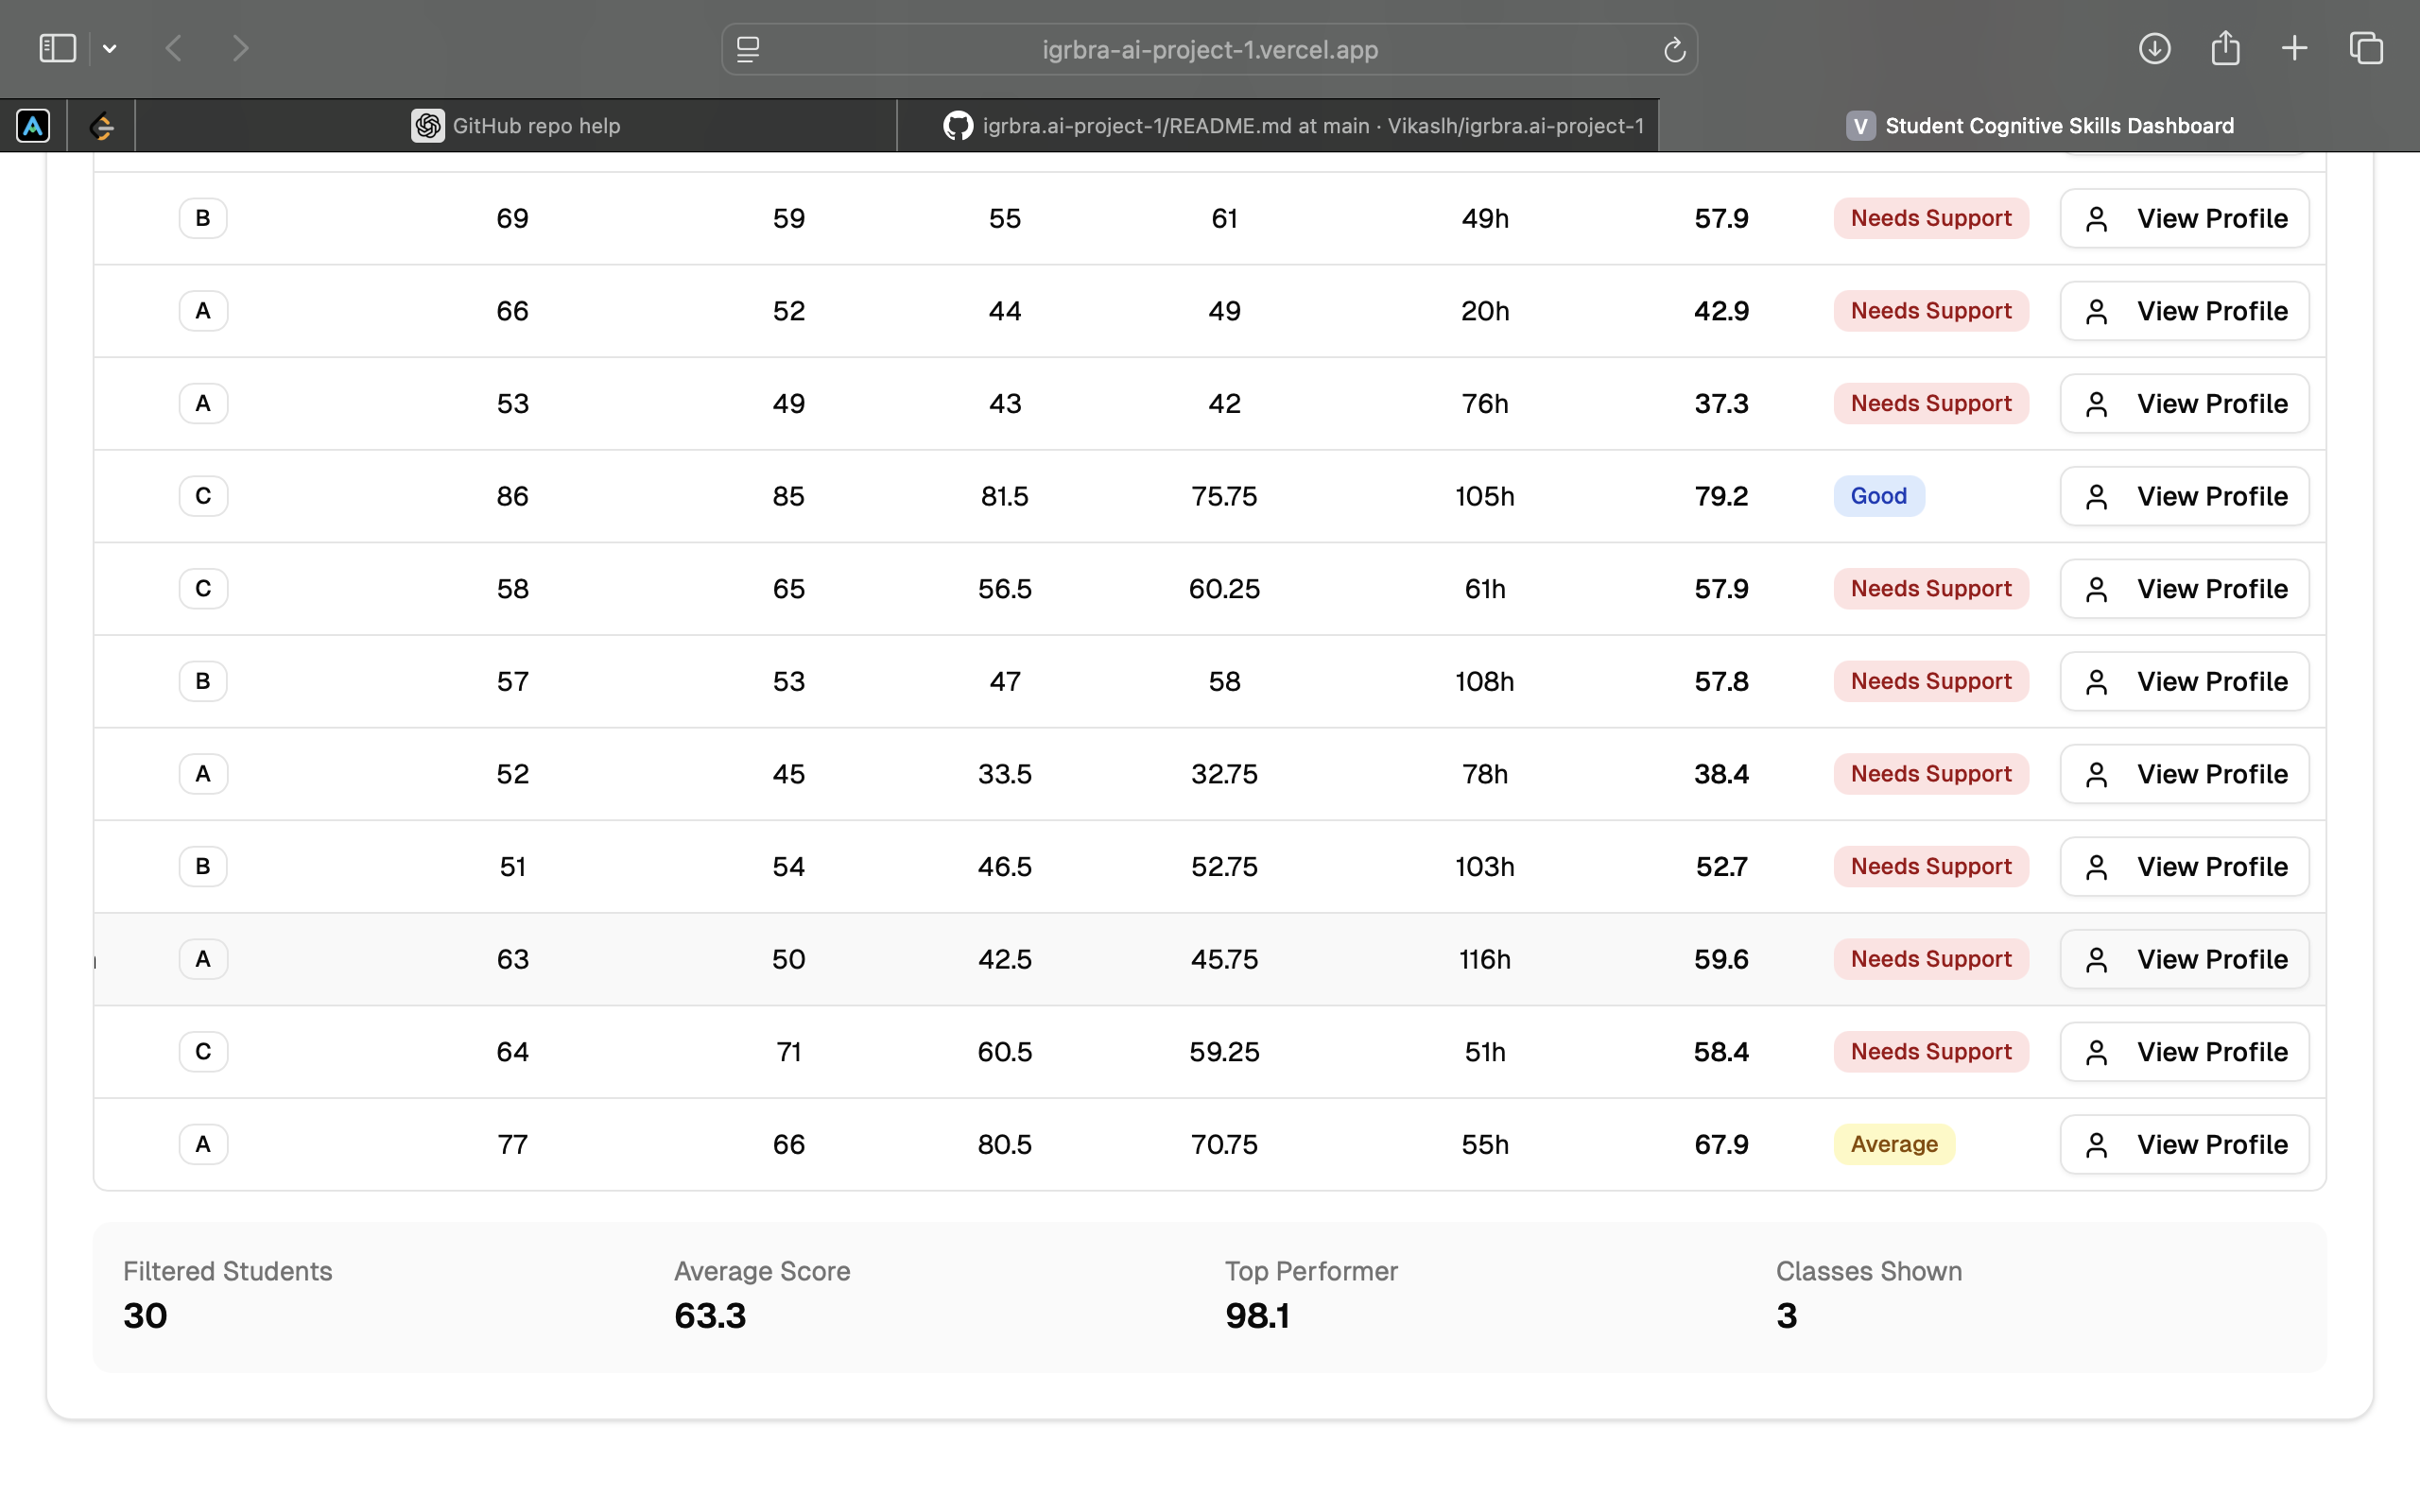 igrbra-ai-project-1.vercel.app
GitHub repo help
igrbra.ai-project-1/README.md at main · Vikaslh/igrbra.ai-project-1
V Student Cognitive Skills Dashboard
B 69 59 55 61 49h 57.9 Needs Support View Profile
A 66 52 44 49 20h 42.9 Needs Support View Profile
A 53 49 43 42 76h 37.3 Needs Support View Profile
C 86 85 81.5 75.75 105h 79.2 Good View Profile
C 58 65 56.5 60.25 61h 57.9 Needs Support View Profile
B 57 53 47 58 108h 57.8 Needs Support View Profile
A 52 45 33.5 32.75 78h 38.4 Needs Support View Profile
B 51 54 46.5 52.75 103h 52.7 Needs Support View Profile
A 63 50 42.5 45.75 116h 59.6 Needs Support View Profile
C 64 71 60.5 59.25 51h 58.4 Needs Support View Profile
A 77 66 80.5 70.75 55h 67.9 Average View Profile
Filtered Students Average Score Top Performer Classes Shown
30 63.3 98.1 3